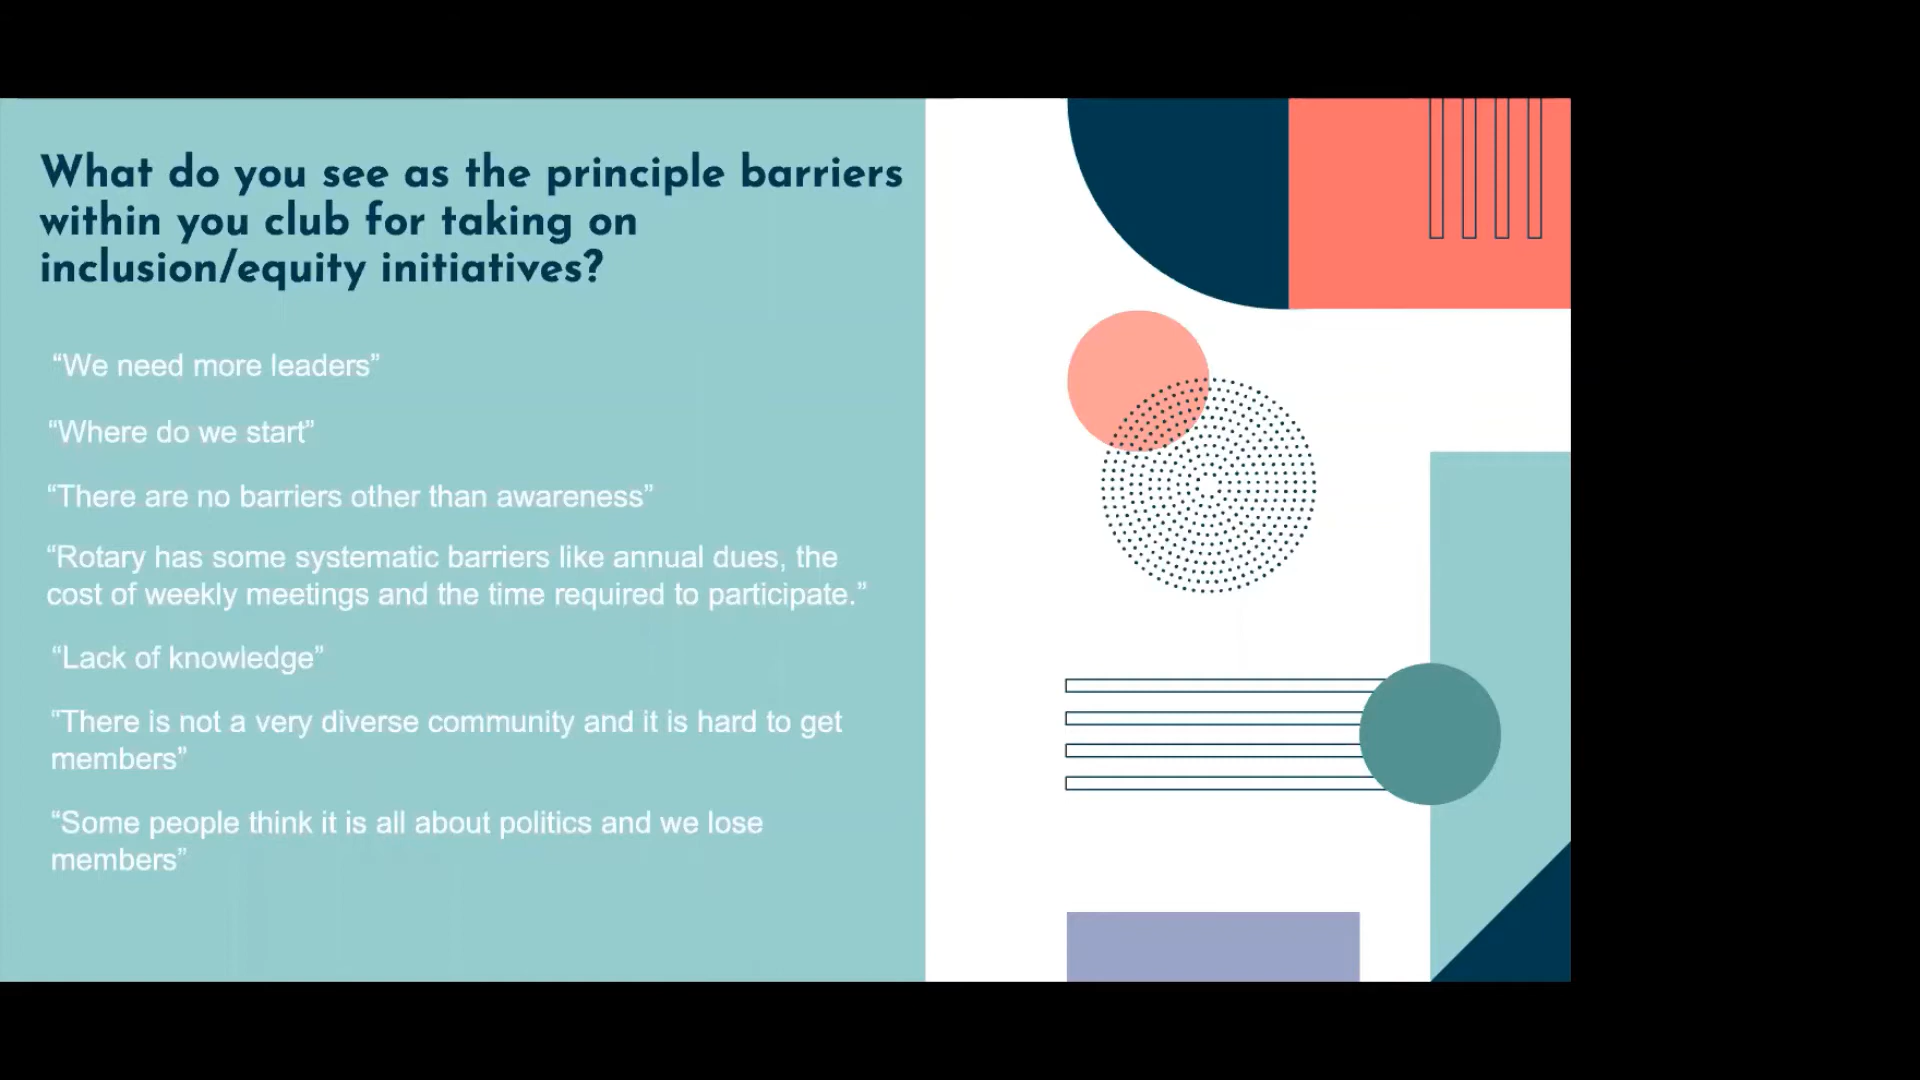 What do you see as the principle barriers
within you club for taking on
inclusion/equity initiatives?
“We need more leaders”
“Where do we start”
“There are no barriers other than awareness”
“Rotary has some systematic barriers like annual dues, the
cost of weekly meetings and the time required to participate.”
“Lack of knowledge”
“There is not a very diverse community and it is hard to get
members”
“Some people think it is all about politics and we lose
members”